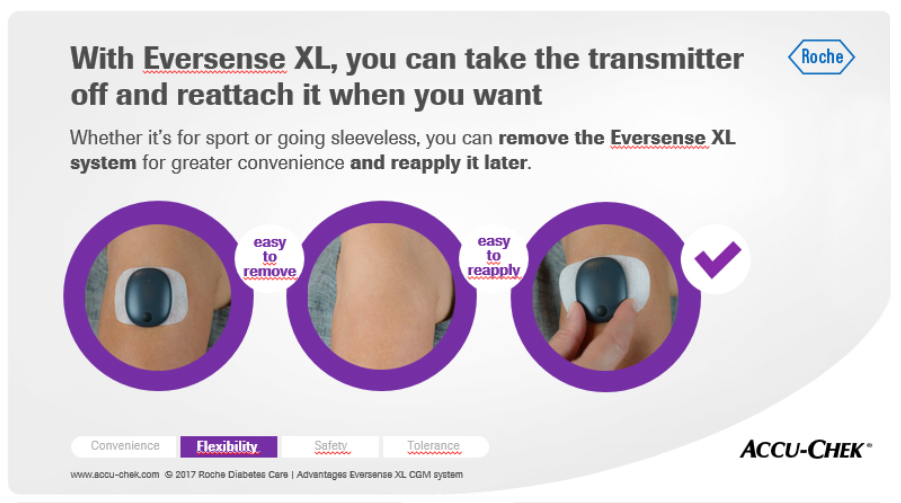 With Eversense XL, you can take the transmitter
off and reattach it when you want
Roche
Whether it's for sport or going sleeveless, you can remove the Eversense XL
system for greater convenience and reapply it later.
easy
to
remove
easy
to
reapply
Convenience
Flexibility
Safety
Tolerance
ACCU-CHEK®
www.accu-chek.com © 2017 Roche Diabetes Care | Advantages Eversense XL CGM system